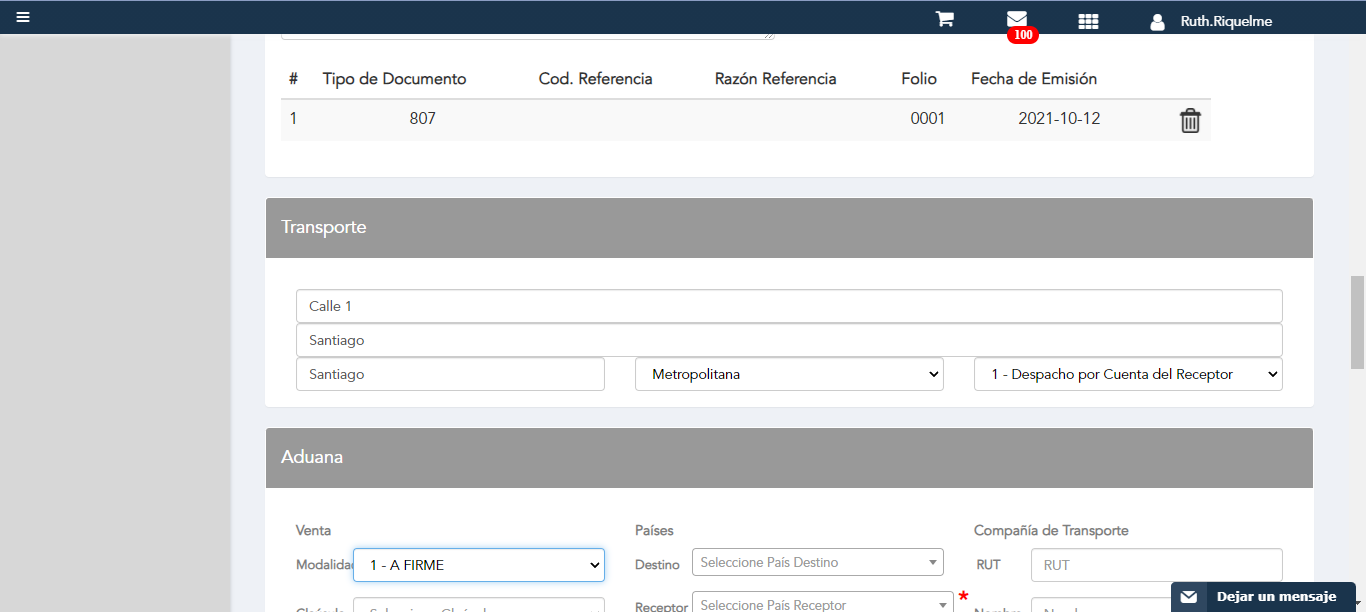 100
Ruth.Riquelme
# Tipo de Documento Cod. Referencia Razón Referencia Folio Fecha de Emisión
1 807 0001 2021-10-12
Transporte
Calle 1
Santiago
Santiago Metropolitana 1 - Despacho por Cuenta del Receptor
Aduana
Venta Países Compañía de Transporte
Modalidad 1 - A FIRME Destino Seleccione País Destino RUT RUT
Receptor Seleccione País Receptor *
Dejar un mensaje